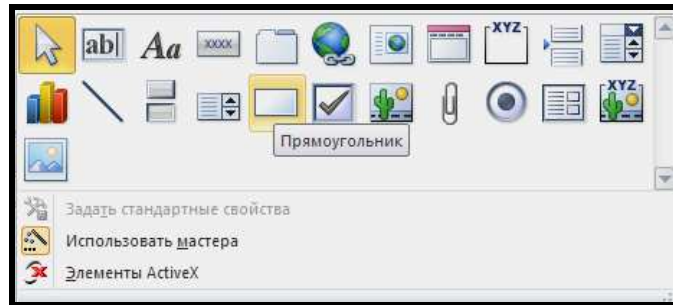 ab Aa XXXX XYZ
XYZ
Прямоугольник
Задать стандартные свойства
Использовать мастера
Элементы ActiveX